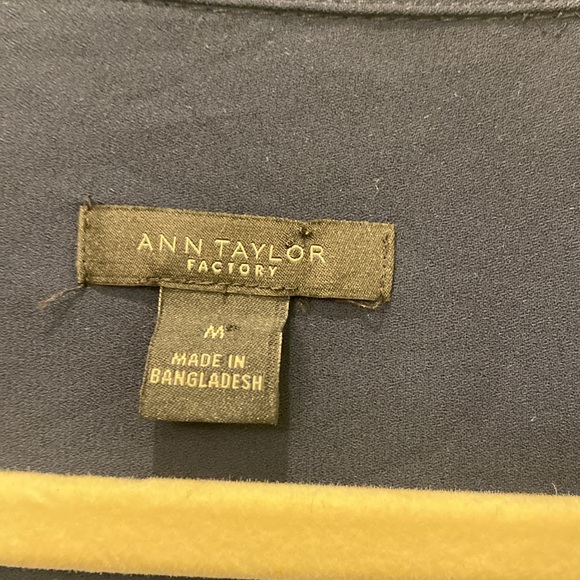 ANN TAYLOR
FACTORY
M
MADE IN
BANGLADESH